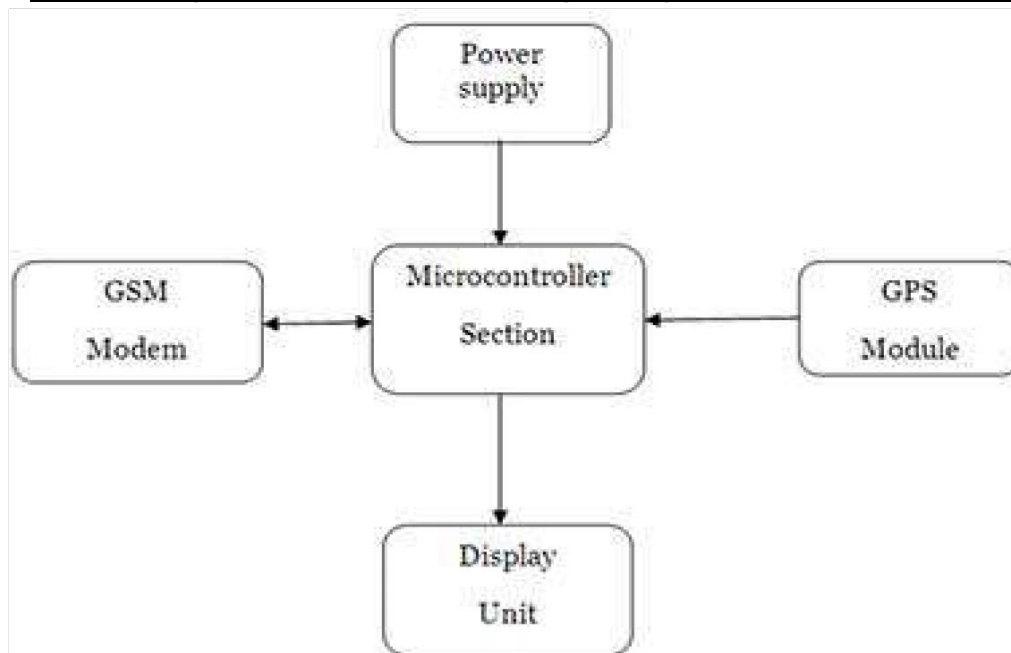 Power
supply
GSM
Modem
Microcontroller
Section
GPS
Module
Display
Unit